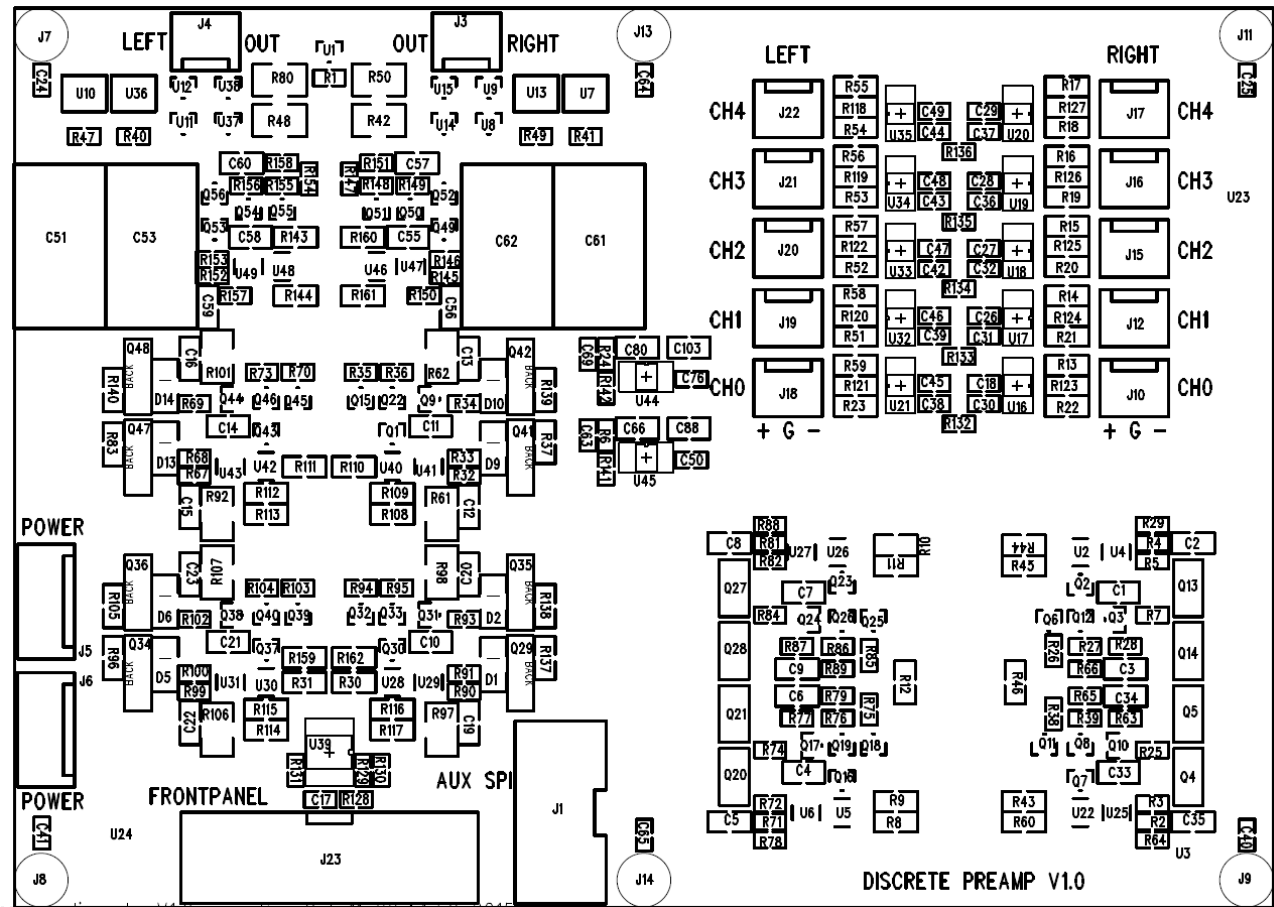 J7 J4 J3 J13 J11
LEFT OUT U1 OUT RIGHT LEFT RIGHT
C24 U10 U36 U12 U38 R80 R1 R50 U15 U9 U13 U7 C64 C25
U11 U37 R48 R42 U14 U8
R47 R40 R49 R41
CH4 J22 R55 R118 R54 U35 C49 C44 C29 C37 U20 R17 R127 R18 J17 CH4
R136
CH3 J21 R56 R119 R53 U34 C48 C43 C28 C36 U19 R16 R126 R19 J16 CH3
U23
R135
CH2 J20 R57 R122 R52 U33 C47 C42 C27 C32 U18 R15 R125 R20 J15 CH2
R134
CH1 J19 R58 R120 R51 U32 C46 C39 C26 C31 U17 R14 R124 R21 J12 CH1
R133
CH0 J18 R59 R121 R23 U21 C45 C38 C18 C30 U16 R13 R123 R22 J10 CH0
R132
+ G - + G -
C60 R158 R151 C57
R156 R155 R148 R149
Q56 Q54 Q55 Q51 Q50 Q52
C51 C53 Q53 C58 R143 R160 C55 Q49 C62 C61
R153 R152 U49 U48 U46 U47 R146 R145
C59 R157 R144 R161 R150 C56
Q48 C16 R101 R73 R70 R35 R36 R62 C13 Q42
C69 R24 C80 C103
R142 U44 C76
R140 BACK D14 R69 Q44 Q46 Q45 Q15 Q22 Q9 R34 D10 BACK R139
Q47 C14 Q43 Q1 C11 Q41
C63 R6 C66 C88
R141 U45 C50
R83 BACK D13 R68 R67 U43 U42 R111 R110 U40 U41 R33 R32 D9 BACK R37
C15 R92 R112 R113 R109 R108 R61 C12
POWER
J5
Q36 C23 R107 R104 R103 R94 R95 R98 C20 Q35
R105 BACK D6 R102 Q38 Q40 Q39 Q32 Q33 Q31 R93 D2 BACK R138
Q34 C21 Q37 Q30 C10 Q29
J6
R96 BACK D5 R100 R99 U31 U30 R159 R31 R162 R30 U28 U29 R91 R90 D1 BACK R137
C22 R106 R115 R114 R116 R117 R97 C19
POWER
U39
R131 R129 R130
FRONTPANEL C17 R128 AUX SPI
C41 U24 J23 J1 C65
J8 J14
R88 R81 R82 C8 U27 U26 R10 R11 R44 R45 U2 U4 R29 R4 R5 C2
Q27 C7 Q23 Q2 C1 Q13
R84 Q24 Q26 Q25 Q6 Q12 Q3 R7
Q28 R87 R86 R85 R26 R27 R28 Q14
C9 R89 R12 R46 R66 C3
Q21 C6 R79 R75 R38 R65 C34 Q5
R77 R76 R39 R63
R74 Q17 Q19 Q18 Q11 Q8 Q10 R25
Q20 C4 Q16 Q7 C33 Q4
C5 R72 R71 R78 U6 U5 R9 R8 R43 R60 U22 U25 R3 R2 R64 C35
U3 C40
DISCRETE PREAMP V1.0 J9